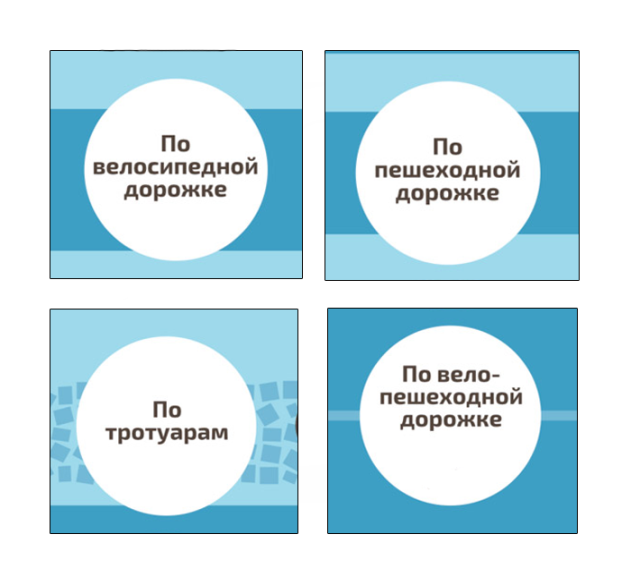 По
велосипедной
дорожке
По
пешеходной
дорожке
По
тротуарам
По вело-
пешеходной
дорожке